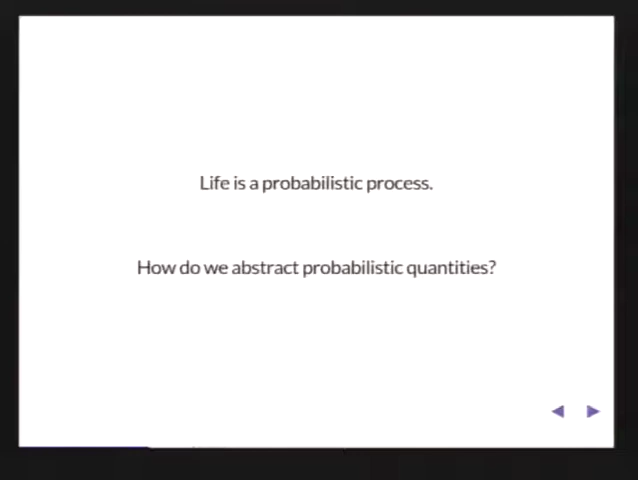 Life is a probabilistic process.
How do we abstract probabilistic quantities?